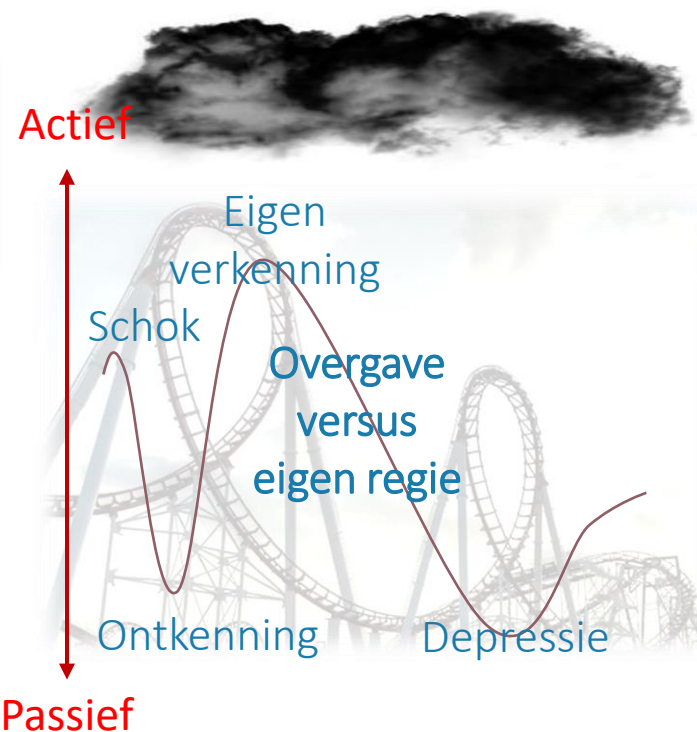 Actief
Eigen
verkenning
Schok
Overgave
versus
eigen regie
Ontkenning
Depressie
Passief